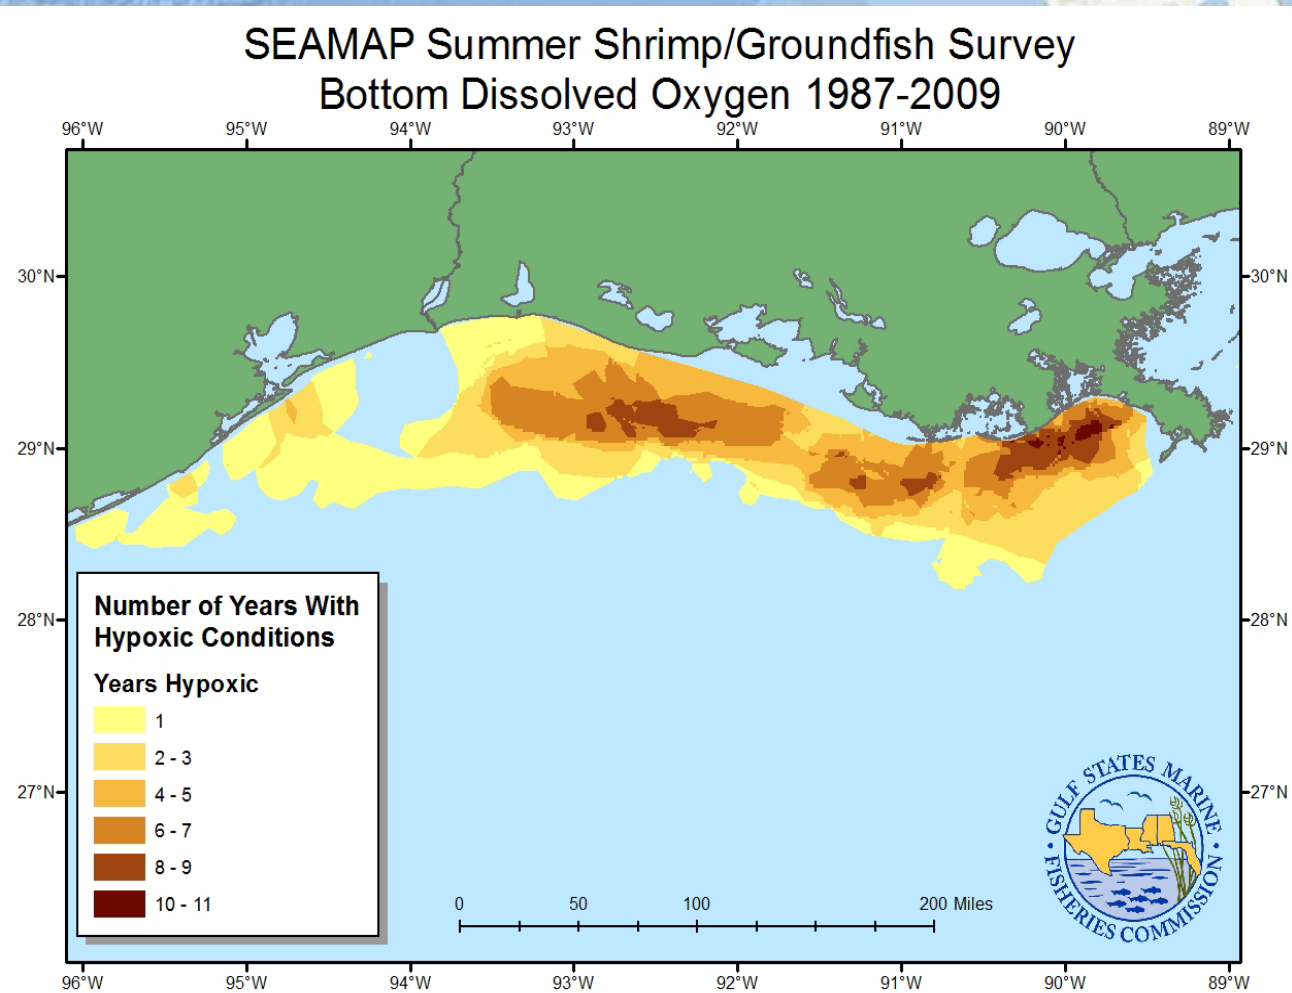 SEAMAP Summer Shrimp/Groundfish Survey
Bottom Dissolved Oxygen 1987-2009
96°W 95°W 94°W 93°W 92°W 91°W 90°W 89°W
30°N 30°N
29°N 29°N
28°N 28°N
Number of Years With
Hypoxic Conditions
Years Hypoxic
1
2 - 3
4 - 5
6 - 7
8 - 9
10 - 11
27°N 27°N
0 50 100 200 Miles
• GULF STATES MARINE •
FISHERIES COMMISSION
96°W 95°W 94°W 93°W 92°W 91°W 90°W 89°W